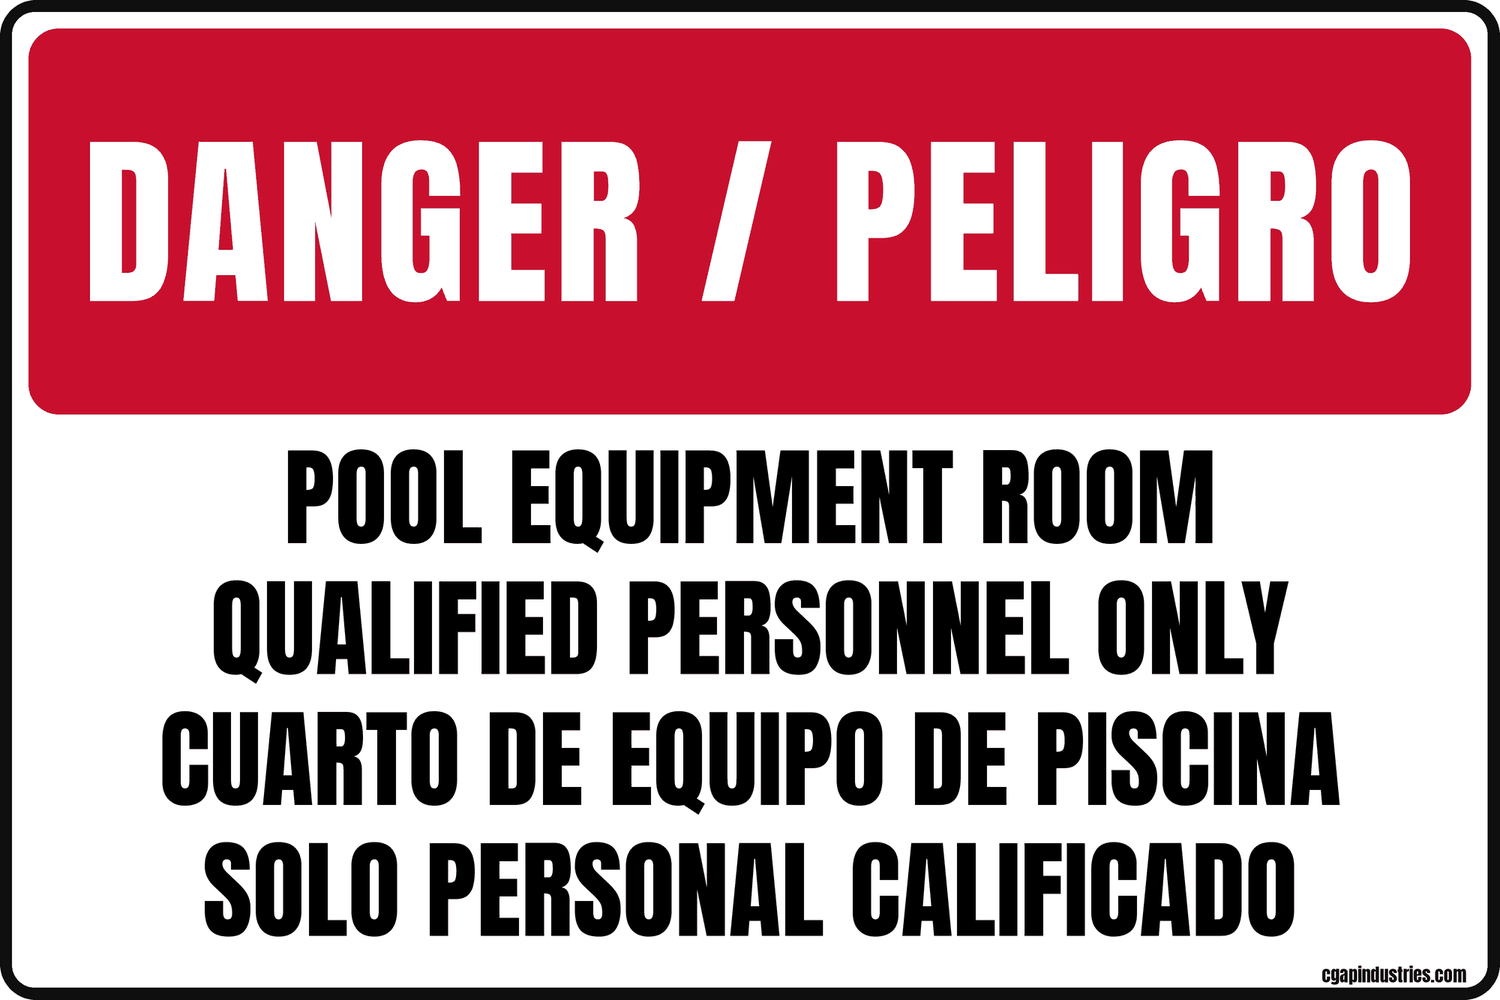 DANGER / PELIGRO
POOL EQUIPMENT ROOM
QUALIFIED PERSONNEL ONLY
CUARTO DE EQUIPO DE PISCINA
SOLO PERSONAL CALIFICADO
cgapindustries.com